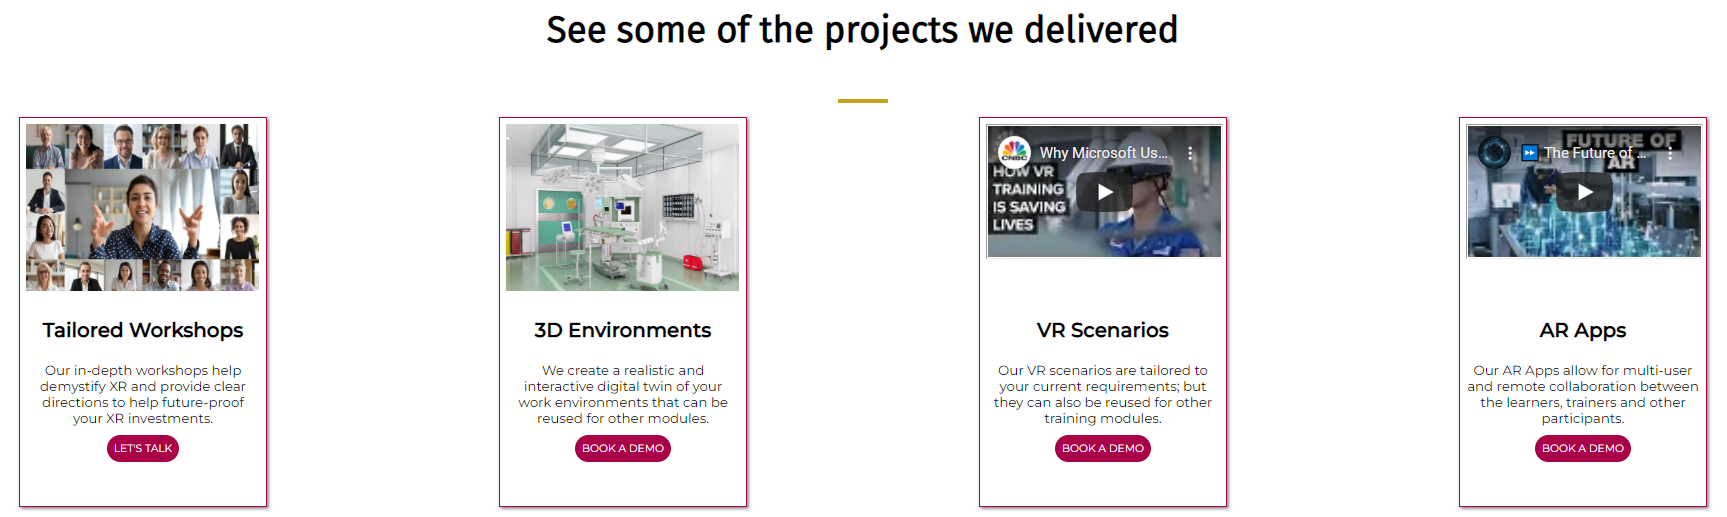 See some of the projects we delivered
CNBC
Why Microsoft Us...
HOW VR
TRAINING
IS SAVING
LIVES
The Future of ...
FUTURE OF
AR
Tailored Workshops
Our in-depth workshops help
demystify XR and provide clear
directions to help future-proof
your XR investments.
LET'S TALK
3D Environments
We create a realistic and
interactive digital twin of your
work environments that can be
reused for other modules.
BOOK A DEMO
VR Scenarios
Our VR scenarios are tailored to
your current requirements; but
they can also be reused for other
training modules.
BOOK A DEMO
AR Apps
Our AR Apps allow for multi-user
and remote collaboration between
the learners, trainers and other
participants.
BOOK A DEMO